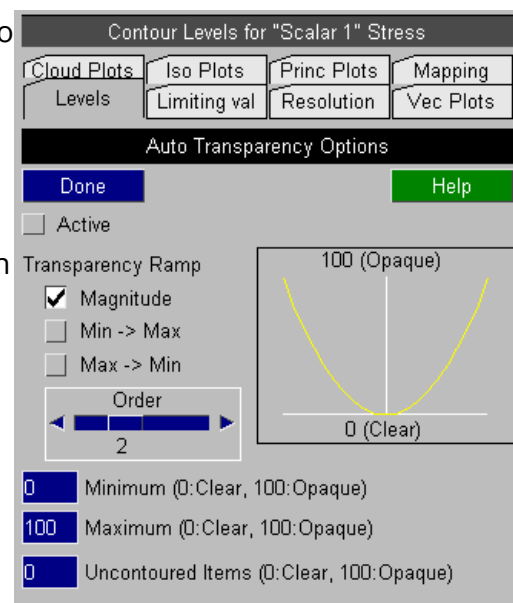 o
Contour Levels for "Scalar 1" Stress
Cloud Plots Iso Plots Princ Plots Mapping
Levels Limiting val Resolution Vec Plots
Auto Transparency Options
Done Help
Active
n
Transparency Ramp
Magnitude
Min -> Max
Max -> Min
Order
2
100 (Opaque)
0 (Clear)
0 Minimum (0:Clear, 100:Opaque)
100 Maximum (0:Clear, 100:Opaque)
0 Uncontoured Items (0:Clear, 100:Opaque)